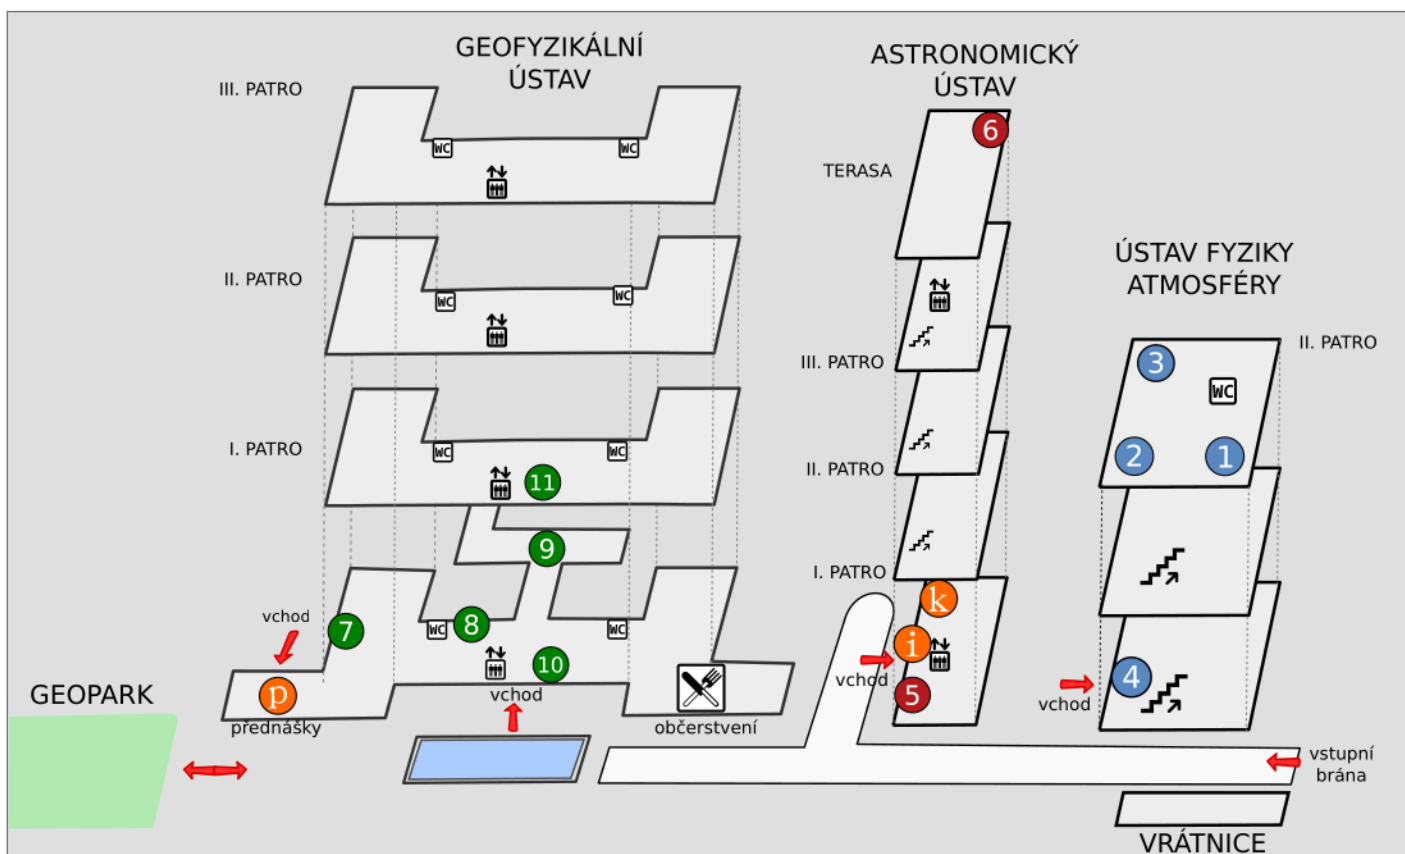 GEOFYZIKÁLNÍ
ÚSTAV
III. PATRO
WC
WC
II. PATRO
WC
WC
I. PATRO
WC
WC
11
9
vchod
7
WC
8
WC
10
p
přednášky
vchod
občerstvení
GEOPARK
ASTRONOMICKÝ
ÚSTAV
6
TERASA
III. PATRO
II. PATRO
I. PATRO
k
i
vchod
5
ÚSTAV FYZIKY
ATMOSFÉRY
II. PATRO
3
WC
2
1
4
vchod
vstupní
brána
VRÁTNICE